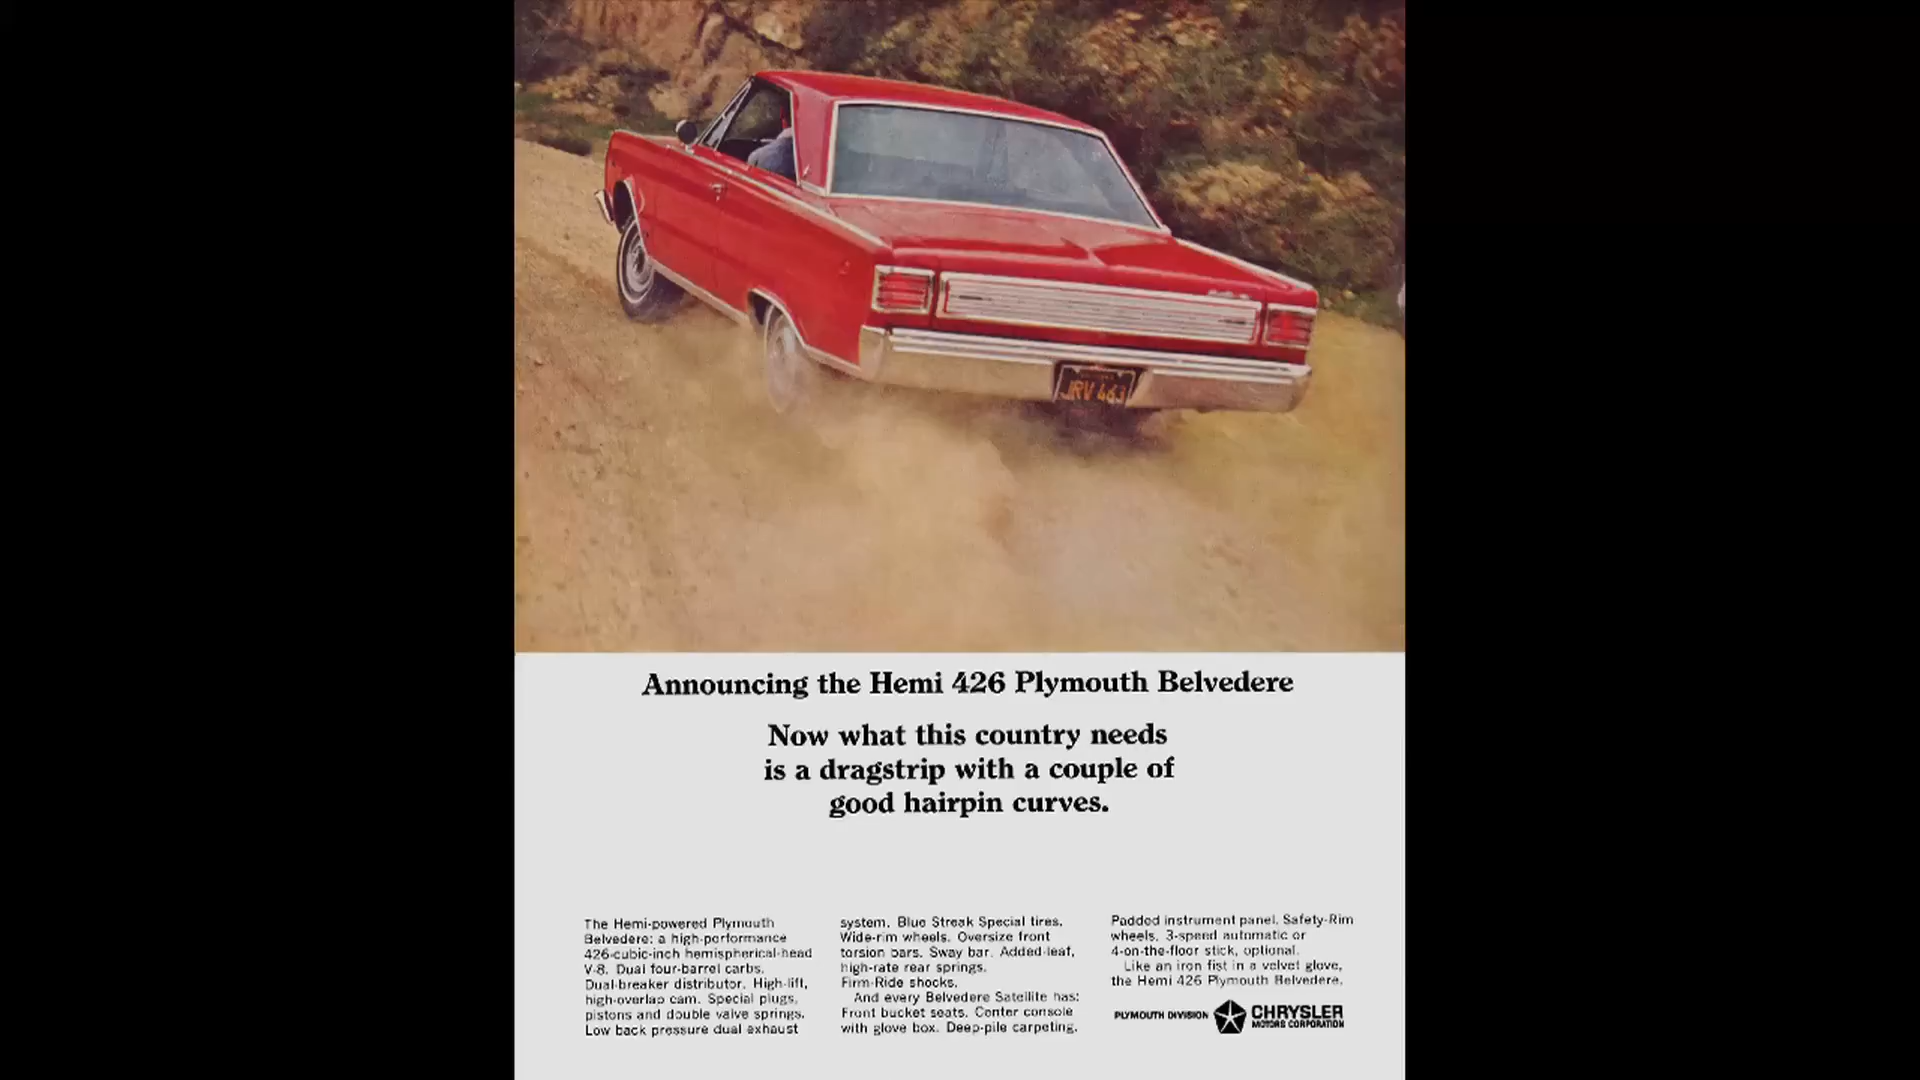 JRV 463
Announcing the Hemi 426 Plymouth Belvedere
Now what this country needs
is a dragstrip with a couple of
good hairpin curves.
The Hemi-powered Plymouth
Belvedere: a high-performance
426-cubic-inch hemispherical-head
V-8. Dual four-barrel carbs.
Dual-breaker distributor. High-lift,
high-overlap cam. Special plugs,
pistons and double valve springs.
Low back pressure dual exhaust
system. Blue Streak Special tires.
Wide-rim wheels. Oversize front
torsion bars. Sway bar. Added-leaf,
high-rate rear springs.
Firm-Ride shocks.
And every Belvedere Satellite has:
Front bucket seats. Center console
with glove box. Deep-pile carpeting.
Padded instrument panel. Safety-Rim
wheels. 3-speed automatic or
4-on-the-floor stick, optional.
Like an iron fist in a velvet glove,
the Hemi 426 Plymouth Belvedere.
PLYMOUTH DIVISION CHRYSLER
MOTORS CORPORATION